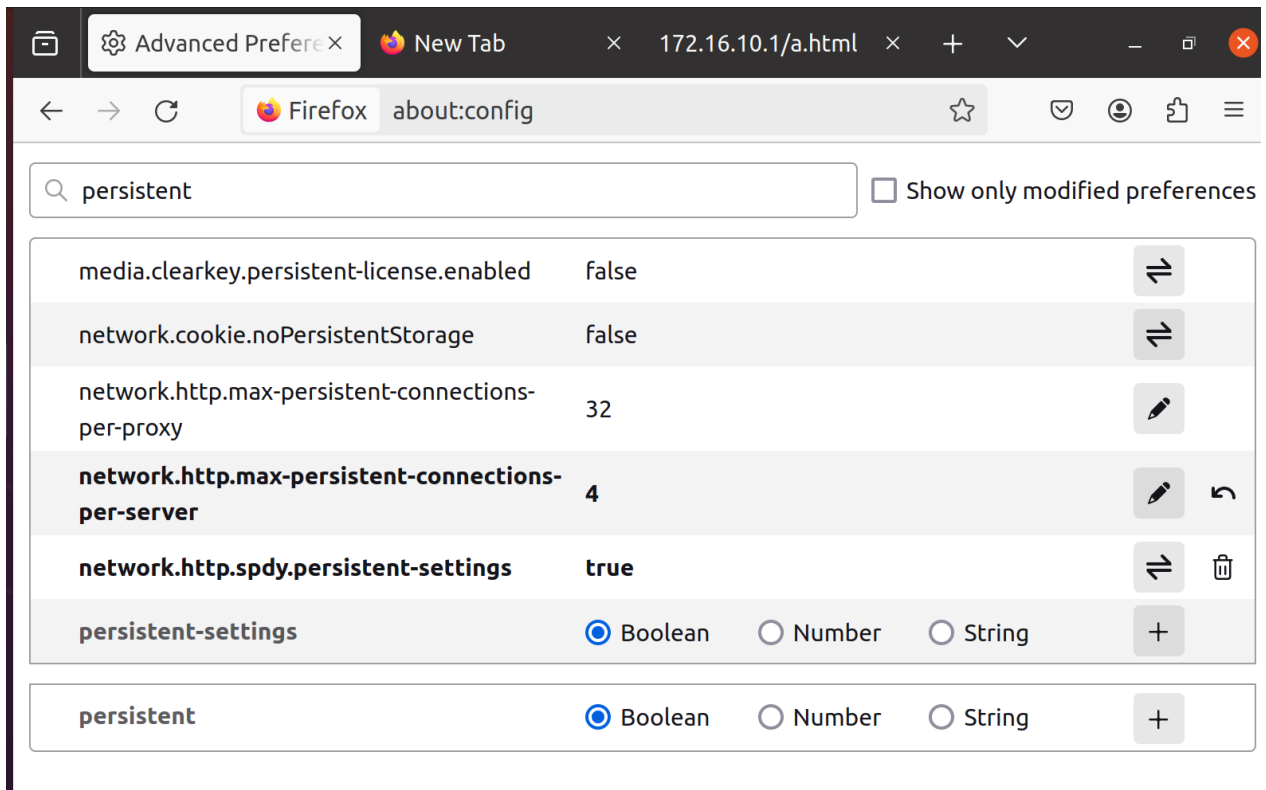 Advanced Prefere
New Tab
172.16.10.1/a.html
Firefox about:config
persistent
Show only modified preferences
media.clearkey.persistent-license.enabled false
network.cookie.noPersistentStorage false
network.http.max-persistent-connections-
per-proxy
32
network.http.max-persistent-connections-
per-server
4
network.http.spdy.persistent-settings true
persistent-settings Boolean Number String
persistent Boolean Number String